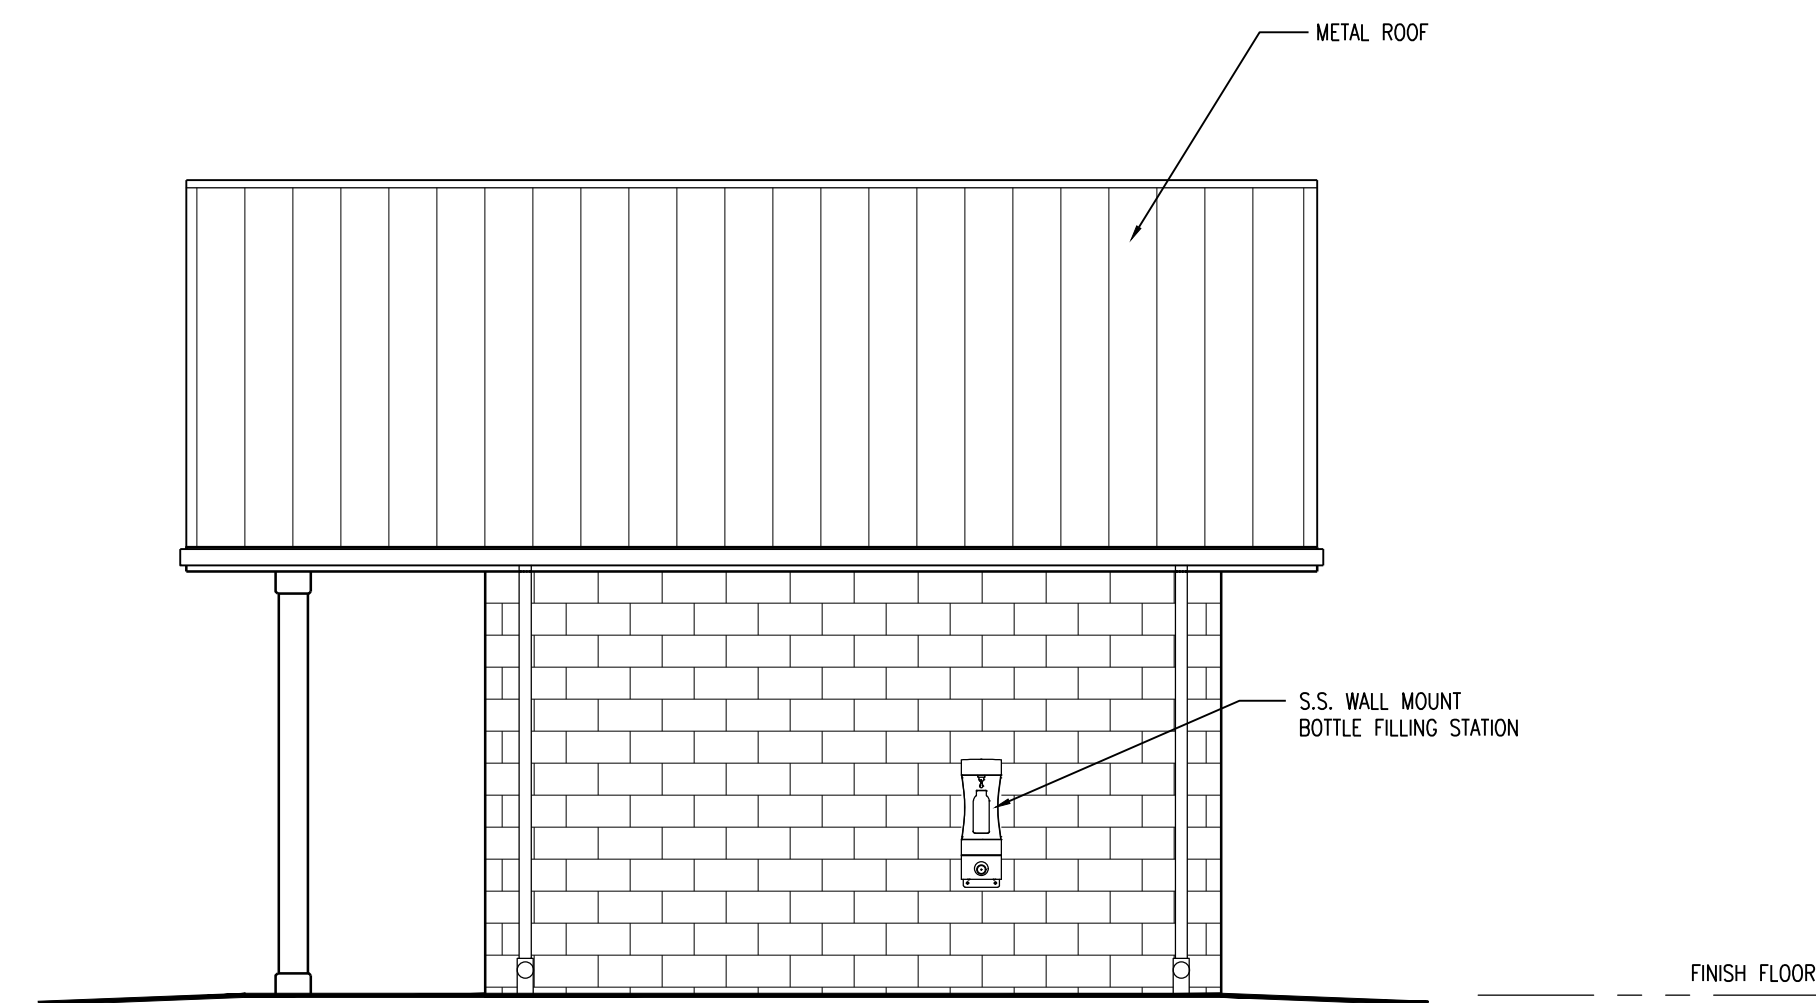 METAL ROOF
S.S. WALL MOUNT
BOTTLE FILLING STATION
FINISH FLOOR